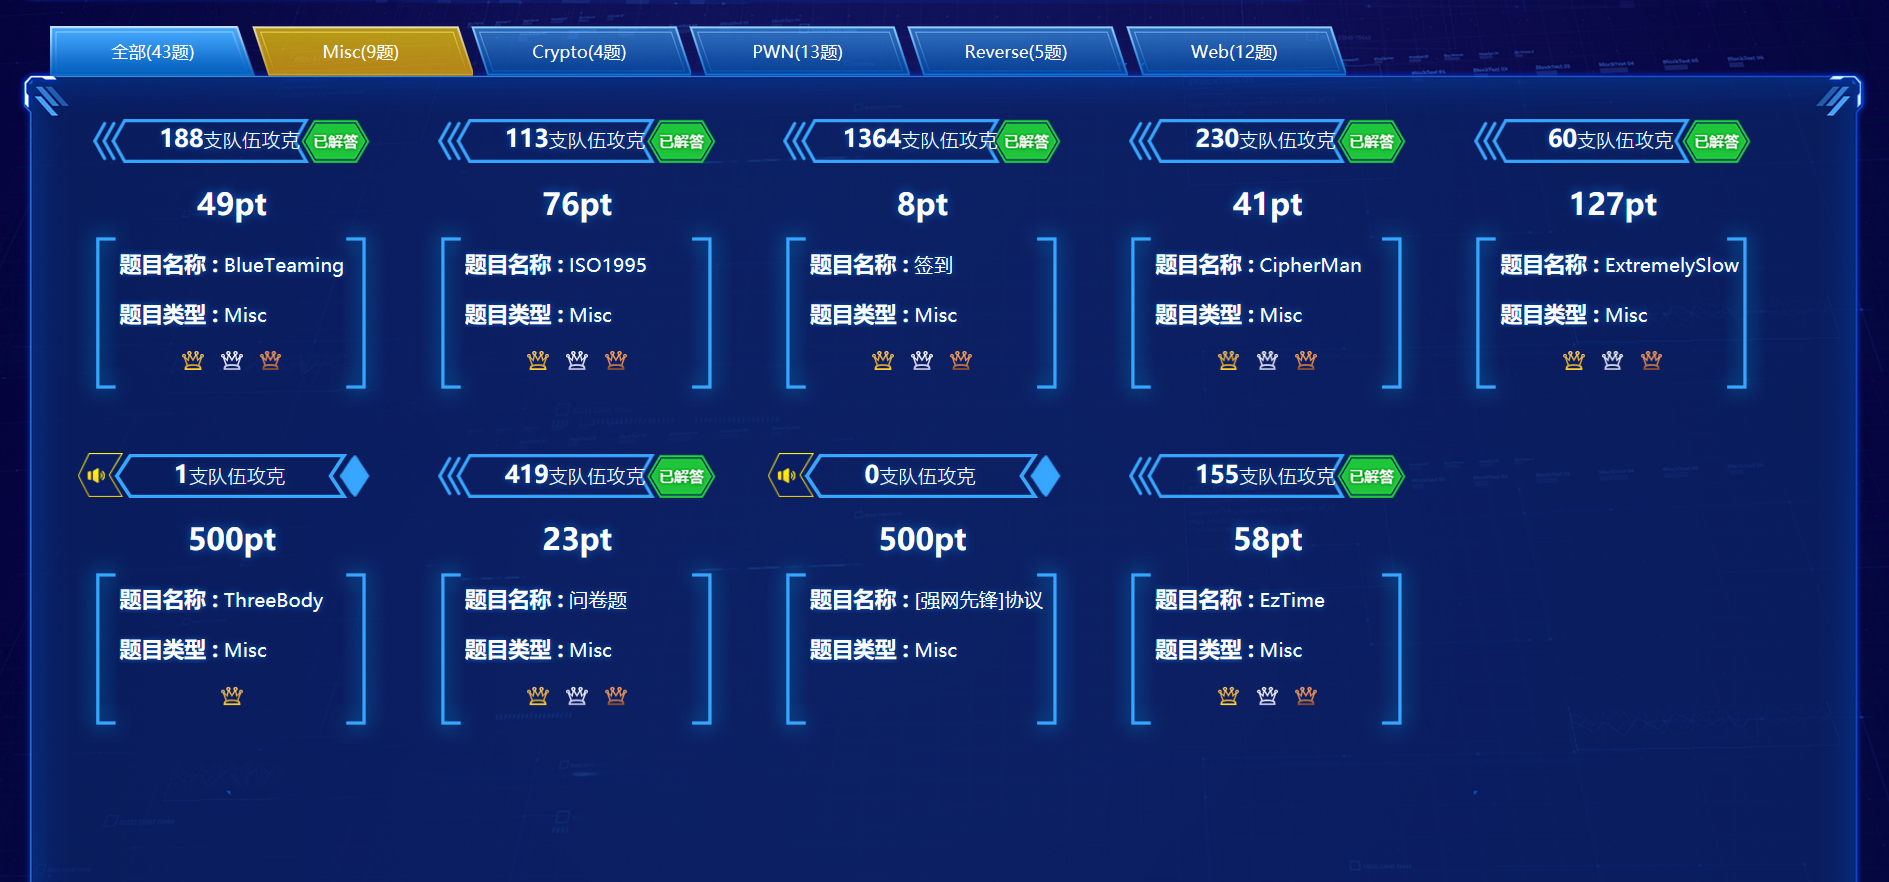 全部(43题) Misc(9题) Crypto(4题) PWN(13题) Reverse(5题) Web(12题)
188支队伍攻克 已解答 113支队伍攻克 已解答 1364支队伍攻克 已解答 230支队伍攻克 已解答 60支队伍攻克 已解答
49pt 76pt 8pt 41pt 127pt
题目名称 : BlueTeaming 题目名称 : ISO1995 题目名称 : 签到 题目名称 : CipherMan 题目名称 : ExtremelySlow
题目类型 : Misc 题目类型 : Misc 题目类型 : Misc 题目类型 : Misc 题目类型 : Misc
1支队伍攻克 419支队伍攻克 已解答 0支队伍攻克 155支队伍攻克 已解答
500pt 23pt 500pt 58pt
题目名称 : ThreeBody 题目名称 : 问卷题 题目名称 : [强网先锋]协议 题目名称 : EzTime
题目类型 : Misc 题目类型 : Misc 题目类型 : Misc 题目类型 : Misc